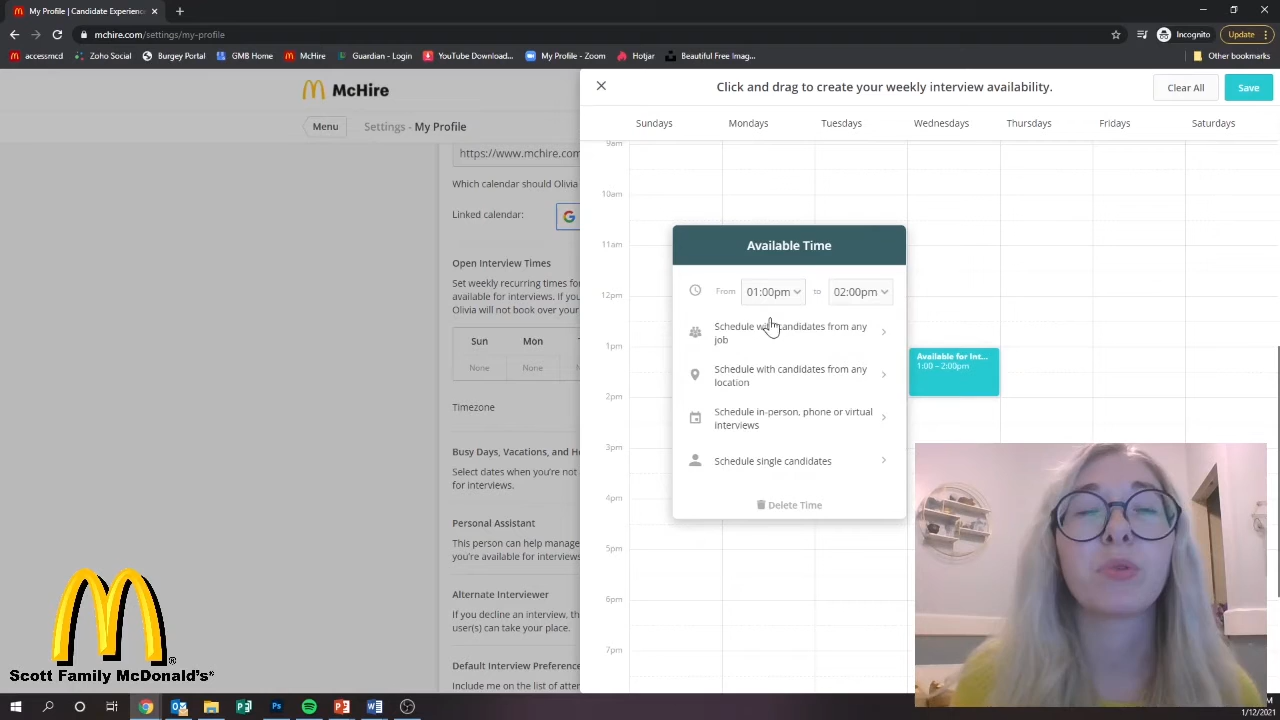 My Profile | Candidate Experienc
mchire.com/settings/my-profile
Incognito
Update
accessmcd
Zoho Social
Burgey Portal
GMB Home
McHire
Guardian - Login
YouTube Download...
My Profile - Zoom
Hotjar
Beautiful Free Imag...
Other bookmarks
McHire
Menu
Settings - My Profile
https://www.mchire.com
Which calendar should Olivia
Linked calendar:
Open Interview Times
Set weekly recurring times fo
available for interviews. If you
Olivia will not book over your
Sun
Mon
None
None
Timezone
Busy Days, Vacations, and Ho
Select dates when you're not
for interviews.
Personal Assistant
This person can help manage
you're available for interviews
Alternate Interviewer
If you decline an interview, th
user(s) can take your place.
Default Interview Preference
Include me on the list of atter
Click and drag to create your weekly interview availability.
Clear All
Save
Sundays
Mondays
Tuesdays
Wednesdays
Thursdays
Fridays
Saturdays
9am
10am
11am
12pm
1pm
2pm
3pm
4pm
5pm
6pm
7pm
Available Time
From 01:00pm to 02:00pm
Schedule with candidates from any
job
Schedule with candidates from any
location
Schedule in-person, phone or virtual
interviews
Schedule single candidates
Delete Time
Available for Int...
1:00 – 2:00pm
Scott Family McDonald's®
1/12/2021